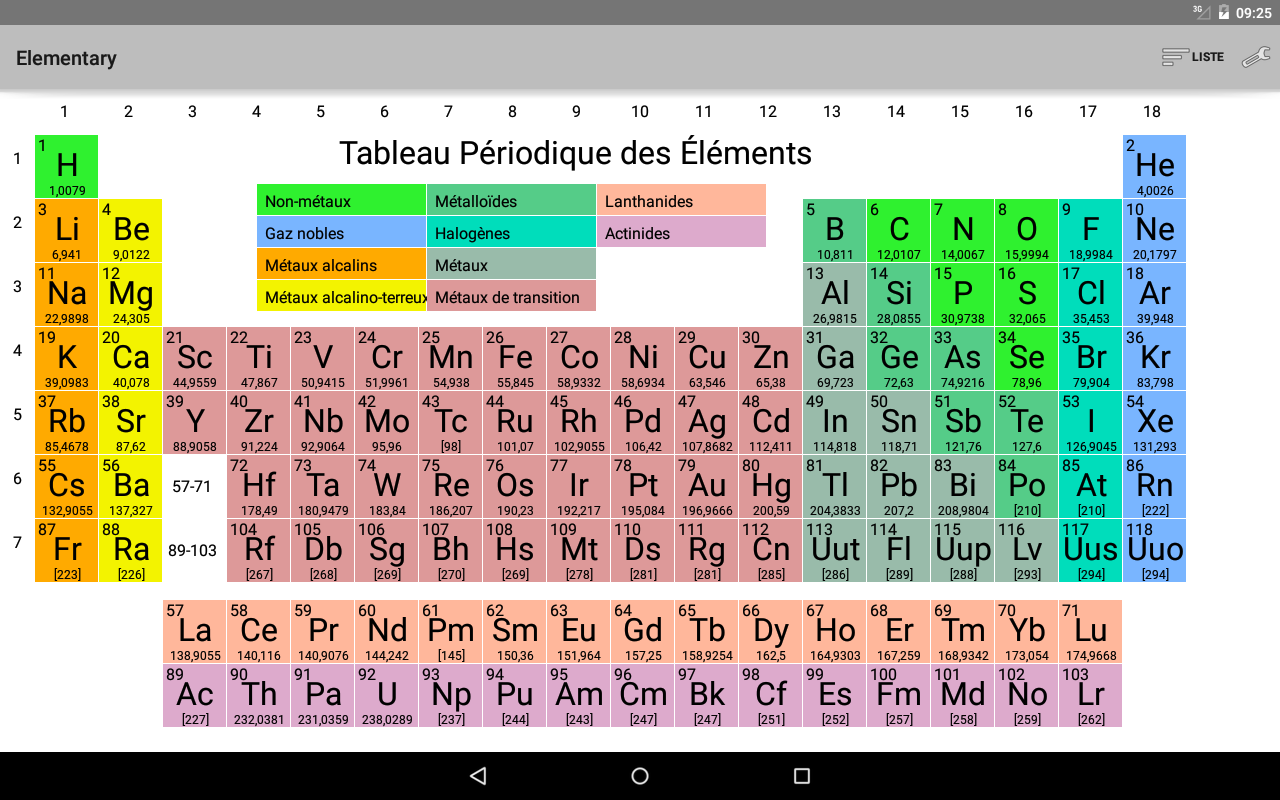 3G 09:25
Elementary LISTE
1 2 3 4 5 6 7 8 9 10 11 12 13 14 15 16 17 18
Tableau Périodique des Éléments
Non-métaux Métalloïdes Lanthanides
Gaz nobles Halogènes Actinides
Métaux alcalins Métaux
Métaux alcalino-terreux Métaux de transition
1 1 2
H He
1,0079 4,0026
2 3 4 5 6 7 8 9 10
Li Be B C N O F Ne
6,941 9,0122 10,811 12,0107 14,0067 15,9994 18,9984 20,1797
3 11 12 13 14 15 16 17 18
Na Mg Al Si P S Cl Ar
22,9898 24,305 26,9815 28,0855 30,9738 32,065 35,453 39,948
4 19 20 21 22 23 24 25 26 27 28 29 30 31 32 33 34 35 36
K Ca Sc Ti V Cr Mn Fe Co Ni Cu Zn Ga Ge As Se Br Kr
39,0983 40,078 44,9559 47,867 50,9415 51,9961 54,938 55,845 58,9332 58,6934 63,546 65,38 69,723 72,63 74,9216 78,96 79,904 83,798
5 37 38 39 40 41 42 43 44 45 46 47 48 49 50 51 52 53 54
Rb Sr Y Zr Nb Mo Tc Ru Rh Pd Ag Cd In Sn Sb Te I Xe
85,4678 87,62 88,9058 91,224 92,9064 95,96 [98] 101,07 102,9055 106,42 107,8682 112,411 114,818 118,71 121,76 127,6 126,9045 131,293
6 55 56 72 73 74 75 76 77 78 79 80 81 82 83 84 85 86
Cs Ba 57-71 Hf Ta W Re Os Ir Pt Au Hg Tl Pb Bi Po At Rn
132,9055 137,327 178,49 180,9479 183,84 186,207 190,23 192,217 195,084 196,9666 200,59 204,3833 207,2 208,9804 [210] [210] [222]
7 87 88 104 105 106 107 108 109 110 111 112 113 114 115 116 117 118
Fr Ra 89-103 Rf Db Sg Bh Hs Mt Ds Rg Cn Uut Fl Uup Lv Uus Uuo
[223] [226] [267] [268] [269] [270] [269] [278] [281] [281] [285] [286] [289] [288] [293] [294] [294]
57 58 59 60 61 62 63 64 65 66 67 68 69 70 71
La Ce Pr Nd Pm Sm Eu Gd Tb Dy Ho Er Tm Yb Lu
138,9055 140,116 140,9076 144,242 [145] 150,36 151,964 157,25 158,9254 162,5 164,9303 167,259 168,9342 173,054 174,9668
89 90 91 92 93 94 95 96 97 98 99 100 101 102 103
Ac Th Pa U Np Pu Am Cm Bk Cf Es Fm Md No Lr
[227] 232,0381 231,0359 238,0289 [237] [244] [243] [247] [247] [251] [252] [257] [258] [259] [262]